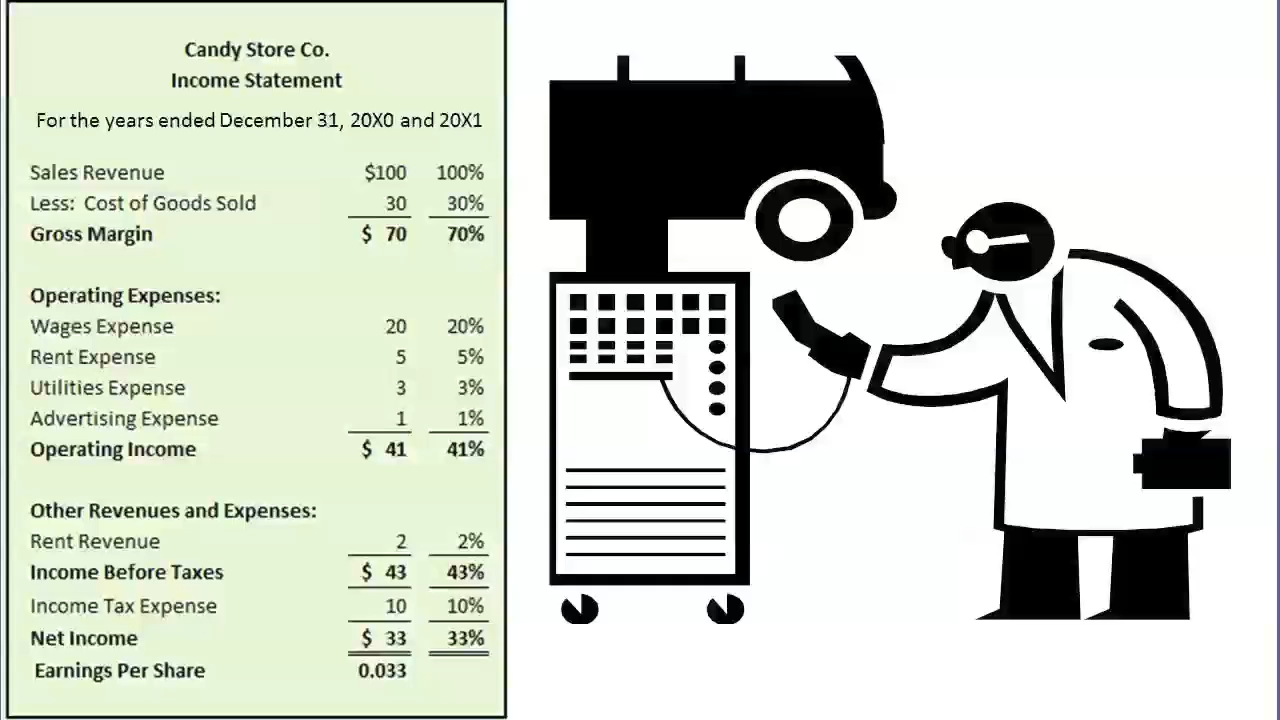 Candy Store Co.
Income Statement
For the years ended December 31, 20X0 and 20X1
Sales Revenue $100 100%
Less: Cost of Goods Sold 30 30%
Gross Margin $ 70 70%
Operating Expenses:
Wages Expense 20 20%
Rent Expense 5 5%
Utilities Expense 3 3%
Advertising Expense 1 1%
Operating Income $ 41 41%
Other Revenues and Expenses:
Rent Revenue 2 2%
Income Before Taxes $ 43 43%
Income Tax Expense 10 10%
Net Income $ 33 33%
Earnings Per Share 0.033